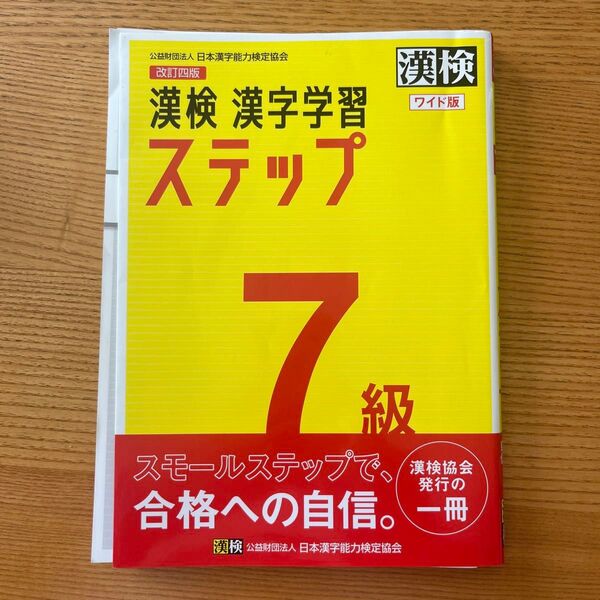 公益財団法人 日本漢字能力検定協会
漢検
改訂四版
ワイド版
漢検 漢字学習
ステップ
7級
スモールステップで、
合格への自信。
漢検協会
発行の
一冊
漢検 公益財団法人 日本漢字能力検定協会